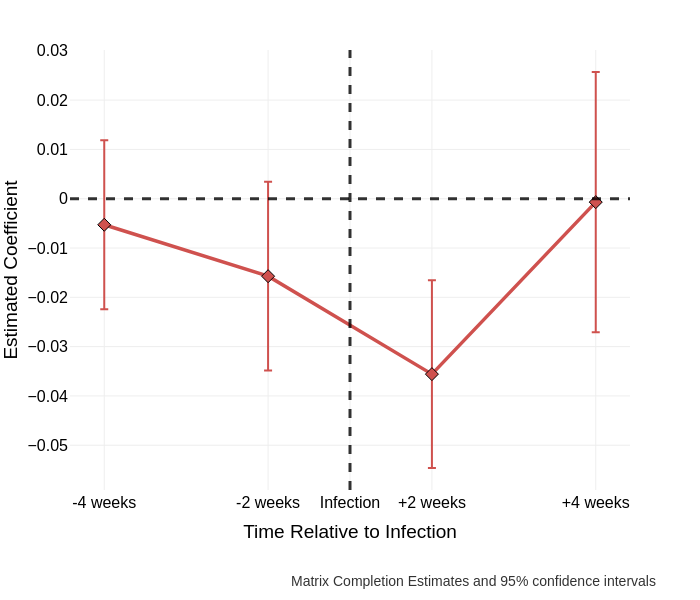 0.03
0.02
0.01
0
−0.01
−0.02
−0.03
−0.04
−0.05
Estimated Coefficient
-4 weeks
-2 weeks
Infection
+2 weeks
+4 weeks
Time Relative to Infection
Matrix Completion Estimates and 95% confidence intervals